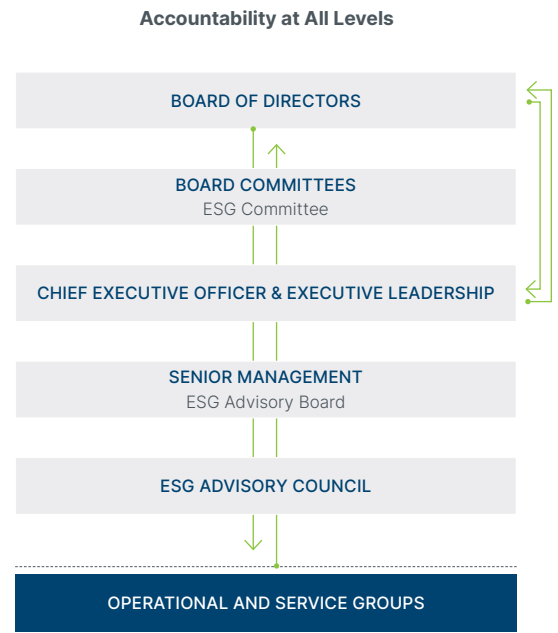 Accountability at All Levels
BOARD OF DIRECTORS
BOARD COMMITTEES
ESG Committee
CHIEF EXECUTIVE OFFICER & EXECUTIVE LEADERSHIP
SENIOR MANAGEMENT
ESG Advisory Board
ESG ADVISORY COUNCIL
OPERATIONAL AND SERVICE GROUPS